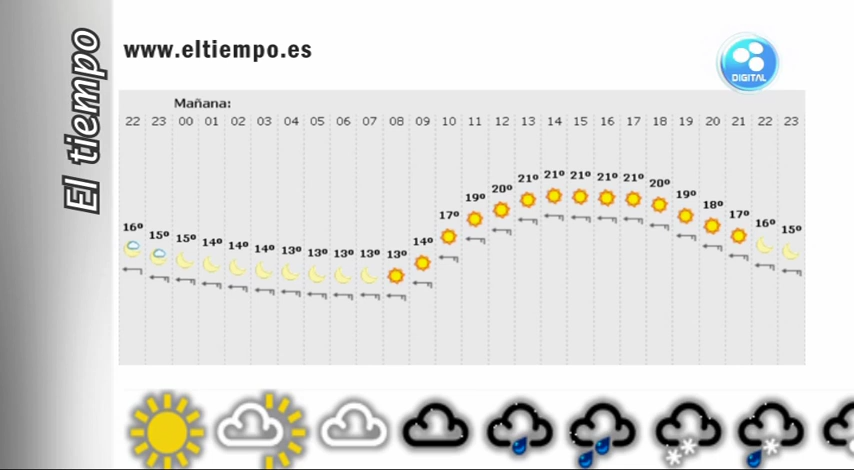 El tiempo
www.eltiempo.es
DIGITAL
Mañana:
22 23 00 01 02 03 04 05 06 07 08 09 10 11 12 13 14 15 16 17 18 19 20 21 22 23
16º 15º 15º 14º 14º 14º 13º 13º 13º 13º 13º 14º 17º 19º 20º 21º 21º 21º 21º 21º 20º 19º 18º 17º 16º 15º